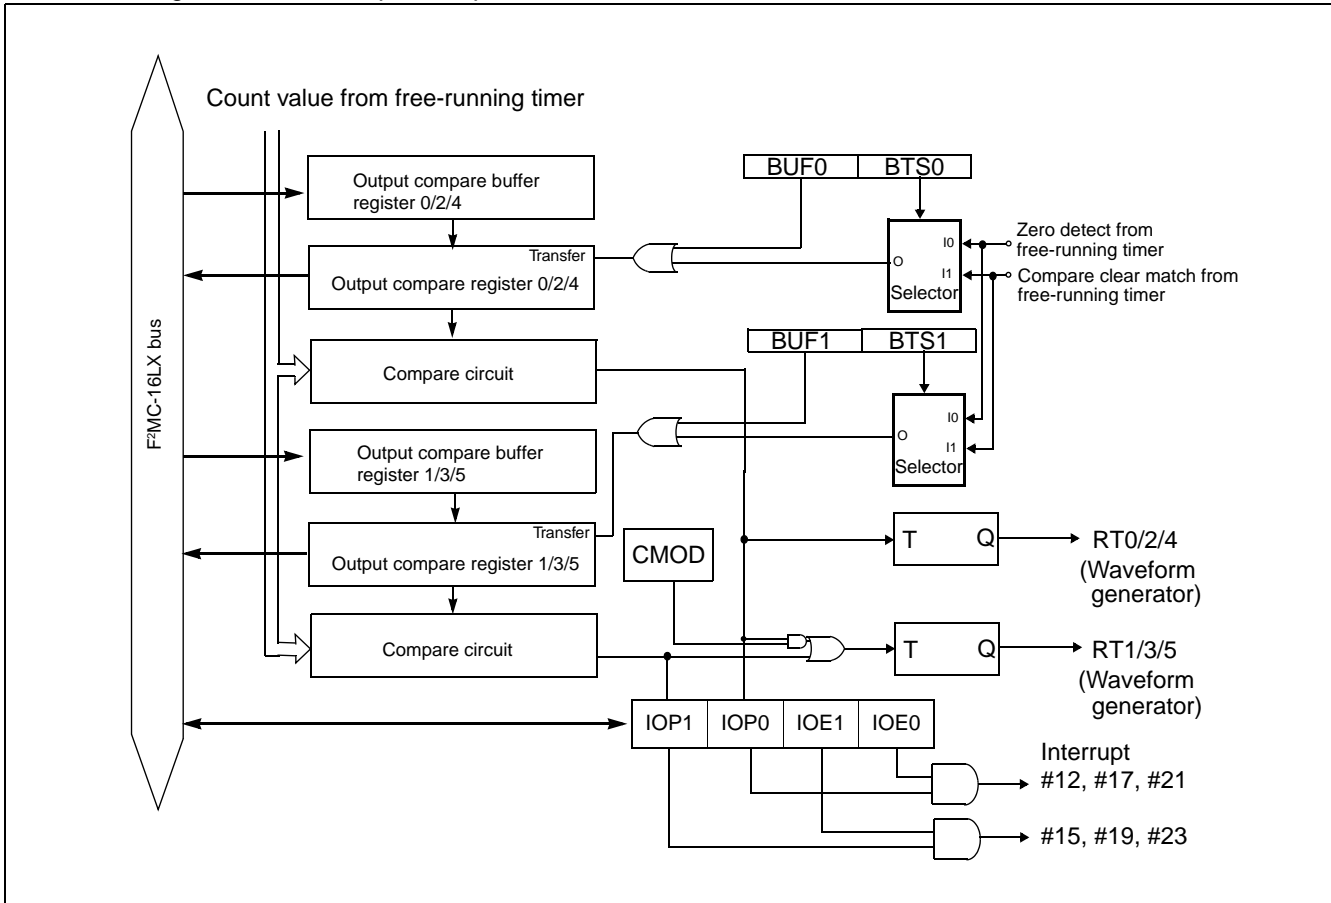 Count value from free-running timer
F²MC-16LX bus
Output compare buffer
register 0/2/4
Transfer
Output compare register 0/2/4
Compare circuit
Output compare buffer
register 1/3/5
Transfer
Output compare register 1/3/5
Compare circuit
BUF0 BTS0
I0
O
I1
Selector
Zero detect from
free-running timer
Compare clear match from
free-running timer
BUF1 BTS1
I0
O
I1
Selector
CMOD
T Q
RT0/2/4
(Waveform
generator)
T Q
RT1/3/5
(Waveform
generator)
IOP1 IOP0 IOE1 IOE0
Interrupt
#12, #17, #21
#15, #19, #23